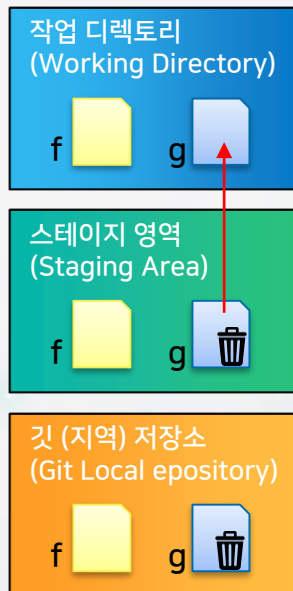 작업 디렉토리
(Working Directory)
f g
스테이지 영역
(Staging Area)
f g
깃 (지역) 저장소
(Git Local epository)
f g